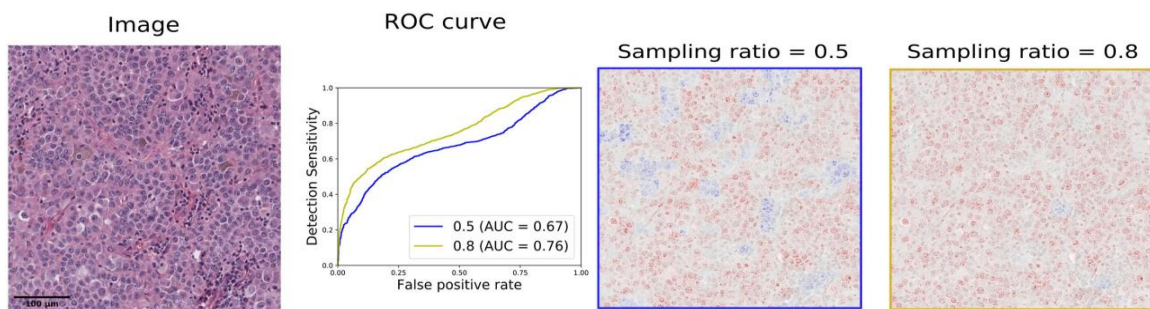 Image
100 μm
ROC curve
Detection Sensitivity
1.0
0.8
0.6
0.4
0.2
0.0
0.00
0.25
0.50
0.75
1.00
False positive rate
0.5 (AUC = 0.67)
0.8 (AUC = 0.76)
Sampling ratio = 0.5
Sampling ratio = 0.8